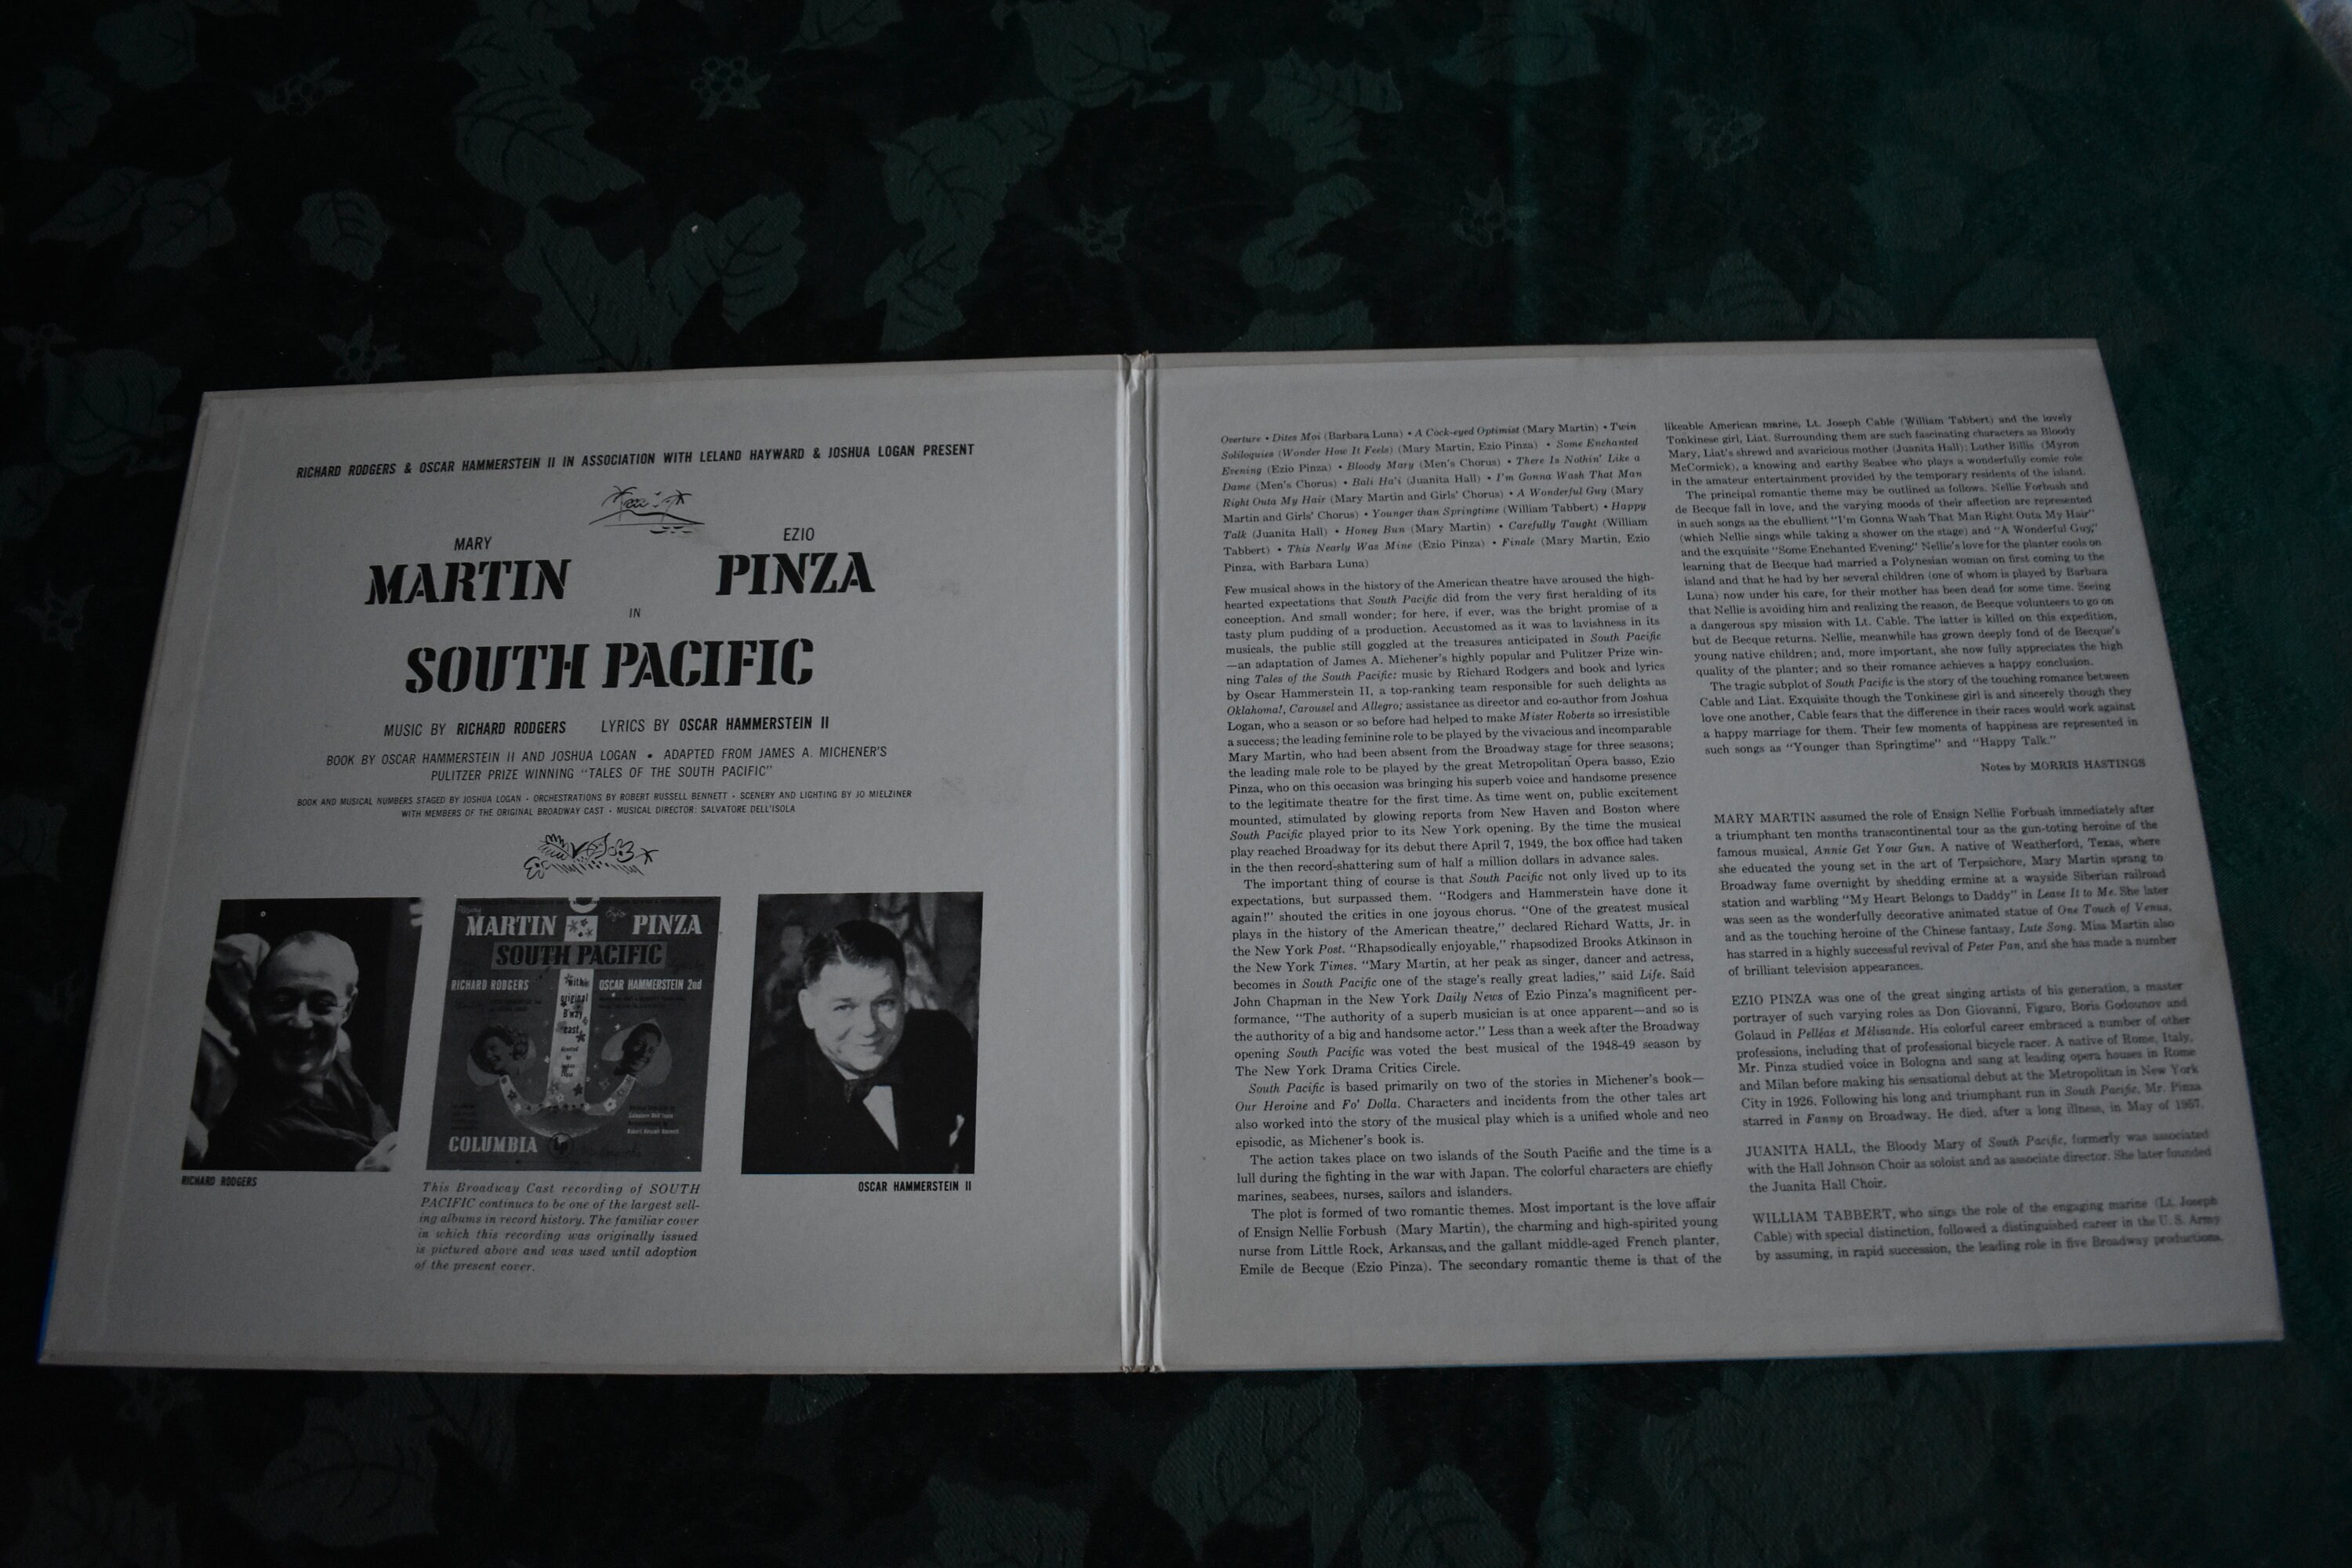 RICHARD RODGERS & OSCAR HAMMERSTEIN II IN ASSOCIATION WITH LELAND HAYWARD & JOSHUA LOGAN PRESENT
MARY
MARTIN
EZIO
PINZA
IN
SOUTH PACIFIC
MUSIC BY RICHARD RODGERS LYRICS BY OSCAR HAMMERSTEIN II
BOOK BY OSCAR HAMMERSTEIN II AND JOSHUA LOGAN • ADAPTED FROM JAMES A. MICHENER'S
PULITZER PRIZE WINNING "TALES OF THE SOUTH PACIFIC"
BOOK AND MUSICAL NUMBERS STAGED BY JOSHUA LOGAN • ORCHESTRATIONS BY ROBERT RUSSELL BENNETT • SCENERY AND LIGHTING BY JO MIELZINER
WITH MEMBERS OF THE ORIGINAL BROADWAY CAST • MUSICAL DIRECTOR: SALVATORE DELL'ISOLA
MARTIN PINZA
SOUTH PACIFIC
RICHARD RODGERS OSCAR HAMMERSTEIN 2nd
with
original
B'way
cast
COLUMBIA
RICHARD RODGERS
OSCAR HAMMERSTEIN II
This Broadway Cast recording of SOUTH
PACIFIC continues to be one of the largest sell-
ing albums in record history. The familiar cover
in which this recording was originally issued
is pictured above and was used until adoption
of the present cover.
Overture • Dites Moi (Barbara Luna) • A Cock-eyed Optimist (Mary Martin) • Twin
Soliloquies (Wonder How It Feels) (Mary Martin, Ezio Pinza) • Some Enchanted
Evening (Ezio Pinza) • Bloody Mary (Men's Chorus) • There Is Nothin' Like a
Dame (Men's Chorus) • Bali Ha'i (Juanita Hall) • I'm Gonna Wash That Man
Right Outa My Hair (Mary Martin and Girls' Chorus) • A Wonderful Guy (Mary
Martin and Girls' Chorus) • Younger than Springtime (William Tabbert) • Happy
Talk (Juanita Hall) • Honey Bun (Mary Martin) • Carefully Taught (William
Tabbert) • This Nearly Was Mine (Ezio Pinza) • Finale (Mary Martin, Ezio
Pinza, with Barbara Luna)
Few musical shows in the history of the American theatre have aroused the high-
hearted expectations that South Pacific did from the very first heralding of its
conception. And small wonder; for here, if ever, was the bright promise of a
tasty plum pudding of a production. Accustomed as it was to lavishness in its
musicals, the public still goggled at the treasures anticipated in South Pacific
—an adaptation of James A. Michener's highly popular and Pulitzer Prize win-
ning Tales of the South Pacific: music by Richard Rodgers and book and lyrics
by Oscar Hammerstein II, a top-ranking team responsible for such delights as
Oklahoma!, Carousel and Allegro; assistance as director and co-author from Joshua
Logan, who a season or so before had helped to make Mister Roberts so irresistible
a success; the leading feminine role to be played by the vivacious and incomparable
Mary Martin, who had been absent from the Broadway stage for three seasons;
the leading male role to be played by the great Metropolitan Opera basso, Ezio
Pinza, who on this occasion was bringing his superb voice and handsome presence
to the legitimate theatre for the first time. As time went on, public excitement
mounted, stimulated by glowing reports from New Haven and Boston where
South Pacific played prior to its New York opening. By the time the musical
play reached Broadway for its debut there April 7, 1949, the box office had taken
in the then record-shattering sum of half a million dollars in advance sales.
The important thing of course is that South Pacific not only lived up to its
expectations, but surpassed them. "Rodgers and Hammerstein have done it
again!" shouted the critics in one joyous chorus. "One of the greatest musical
plays in the history of the American theatre," declared Richard Watts, Jr. in
the New York Post. "Rhapsodically enjoyable," rhapsodized Brooks Atkinson in
the New York Times. "Mary Martin, at her peak as singer, dancer and actress,
becomes in South Pacific one of the stage's really great ladies," said Life. Said
John Chapman in the New York Daily News of Ezio Pinza's magnificent per-
formance, "The authority of a superb musician is at once apparent—and so is
the authority of a big and handsome actor." Less than a week after the Broadway
opening South Pacific was voted the best musical of the 1948-49 season by
The New York Drama Critics Circle.
South Pacific is based primarily on two of the stories in Michener's book—
Our Heroine and Fo' Dolla. Characters and incidents from the other tales art
also worked into the story of the musical play which is a unified whole and neo
episodic, as Michener's book is.
The action takes place on two islands of the South Pacific and the time is a
lull during the fighting in the war with Japan. The colorful characters are chiefly
marines, seabees, nurses, sailors and islanders.
The plot is formed of two romantic themes. Most important is the love affair
of Ensign Nellie Forbush (Mary Martin), the charming and high-spirited young
nurse from Little Rock, Arkansas, and the gallant middle-aged French planter,
Emile de Becque (Ezio Pinza). The secondary romantic theme is that of the
likeable American marine, Lt. Joseph Cable (William Tabbert) and the lovely
Tonkinese girl, Liat. Surrounding them are such fascinating characters as Bloody
Mary, Liat's shrewd and avaricious mother (Juanita Hall); Luther Billis (Myron
McCormick), a knowing and earthy Seabee who plays a wonderfully comic role
in the amateur entertainment provided by the temporary residents of the island.
The principal romantic theme may be outlined as follows. Nellie Forbush and
de Becque fall in love, and the varying moods of their affection are represented
in such songs as the ebullient "I'm Gonna Wash That Man Right Outa My Hair"
(which Nellie sings while taking a shower on the stage) and "A Wonderful Guy,"
and the exquisite "Some Enchanted Evening." Nellie's love for the planter cools on
learning that de Becque had married a Polynesian woman on first coming to the
island and that he had by her several children (one of whom is played by Barbara
Luna) now under his care, for their mother has been dead for some time. Seeing
that Nellie is avoiding him and realizing the reason, de Becque volunteers to go on
a dangerous spy mission with Lt. Cable. The latter is killed on this expedition,
but de Becque returns. Nellie, meanwhile has grown deeply fond of de Becque's
young native children; and, more important, she now fully appreciates the high
quality of the planter; and so their romance achieves a happy conclusion.
The tragic subplot of South Pacific is the story of the touching romance between
Cable and Liat. Exquisite though the Tonkinese girl is and sincerely though they
love one another, Cable fears that the difference in their races would work against
a happy marriage for them. Their few moments of happiness are represented in
such songs as "Younger than Springtime" and "Happy Talk."
Notes by MORRIS HASTINGS
MARY MARTIN assumed the role of Ensign Nellie Forbush immediately after
a triumphant ten months transcontinental tour as the gun-toting heroine of the
famous musical, Annie Get Your Gun. A native of Weatherford, Texas, where
she educated the young set in the art of Terpsichore, Mary Martin sprang to
Broadway fame overnight by shedding ermine at a wayside Siberian railroad
station and warbling "My Heart Belongs to Daddy" in Lease It to Me. She later
was seen as the wonderfully decorative animated statue of One Touch of Venus,
and as the touching heroine of the Chinese fantasy, Lute Song. Miss Martin also
has starred in a highly successful revival of Peter Pan, and she has made a number
of brilliant television appearances.
EZIO PINZA was one of the great singing artists of his generation, a master
portrayer of such varying roles as Don Giovanni, Figaro, Boris Godounov and
Golaud in Pelléas et Mélisande. His colorful career embraced a number of other
professions, including that of professional bicycle racer. A native of Rome, Italy,
Mr. Pinza studied voice in Bologna and sang at leading opera houses in Rome
and Milan before making his sensational debut at the Metropolitan in New York
City in 1926. Following his long and triumphant run in South Pacific, Mr. Pinza
starred in Fanny on Broadway. He died, after a long illness, in May of 1957.
JUANITA HALL, the Bloody Mary of South Pacific, formerly was associated
with the Hall Johnson Choir as soloist and as associate director. She later founded
the Juanita Hall Choir.
WILLIAM TABBERT, who sings the role of the engaging marine (Lt. Joseph
Cable) with special distinction, followed a distinguished career in the U. S. Army
by assuming, in rapid succession, the leading role in five Broadway productions.